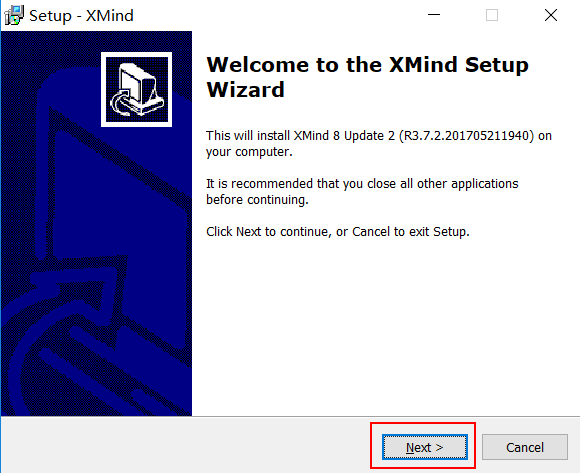 Setup - XMind
Welcome to the XMind Setup
Wizard
This will install XMind 8 Update 2 (R3.7.2.201705211940) on
your computer.
It is recommended that you close all other applications
before continuing.
Click Next to continue, or Cancel to exit Setup.
Next >
Cancel